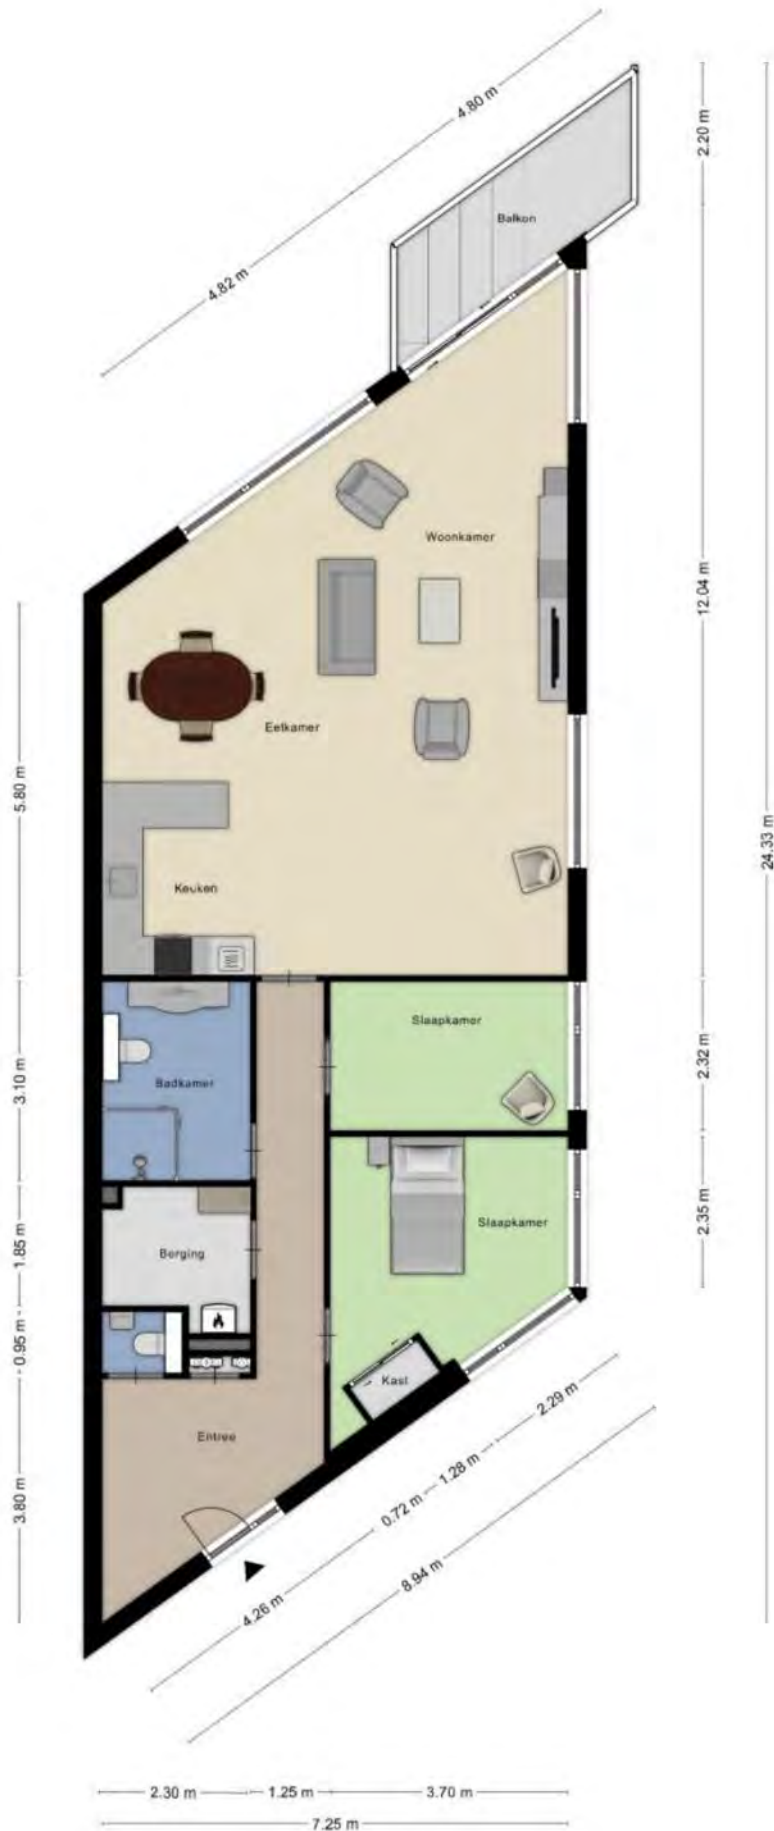 4.80 m
2.20 m
Balkon
4.82 m
Woonkamer
12.04 m
Eetkamer
5.80 m
24.33 m
Keuken
Slaapkamer
2.32 m
3.10 m
Badkamer
Slaapkamer
2.35 m
1.85 m
Berging
0.95 m
Kast
2.29 m
Entree
1.28 m
3.80 m
0.72 m
8.94 m
4.26 m
2.30 m
1.25 m
3.70 m
7.25 m